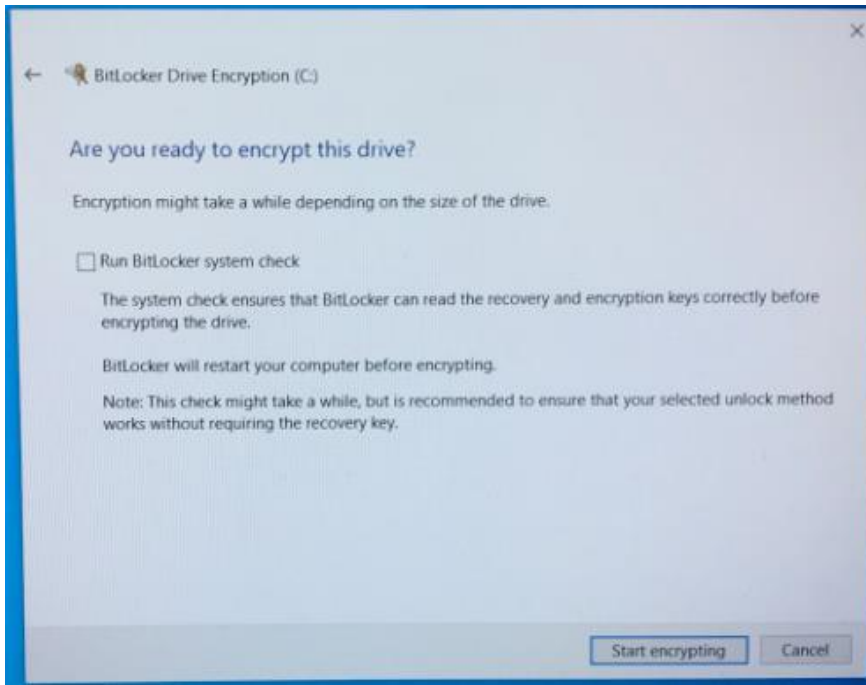 BitLocker Drive Encryption (C:)
Are you ready to encrypt this drive?
Encryption might take a while depending on the size of the drive.
Run BitLocker system check
The system check ensures that BitLocker can read the recovery and encryption keys correctly before
encrypting the drive.
BitLocker will restart your computer before encrypting.
Note: This check might take a while, but is recommended to ensure that your selected unlock method
works without requiring the recovery key.
Start encrypting
Cancel